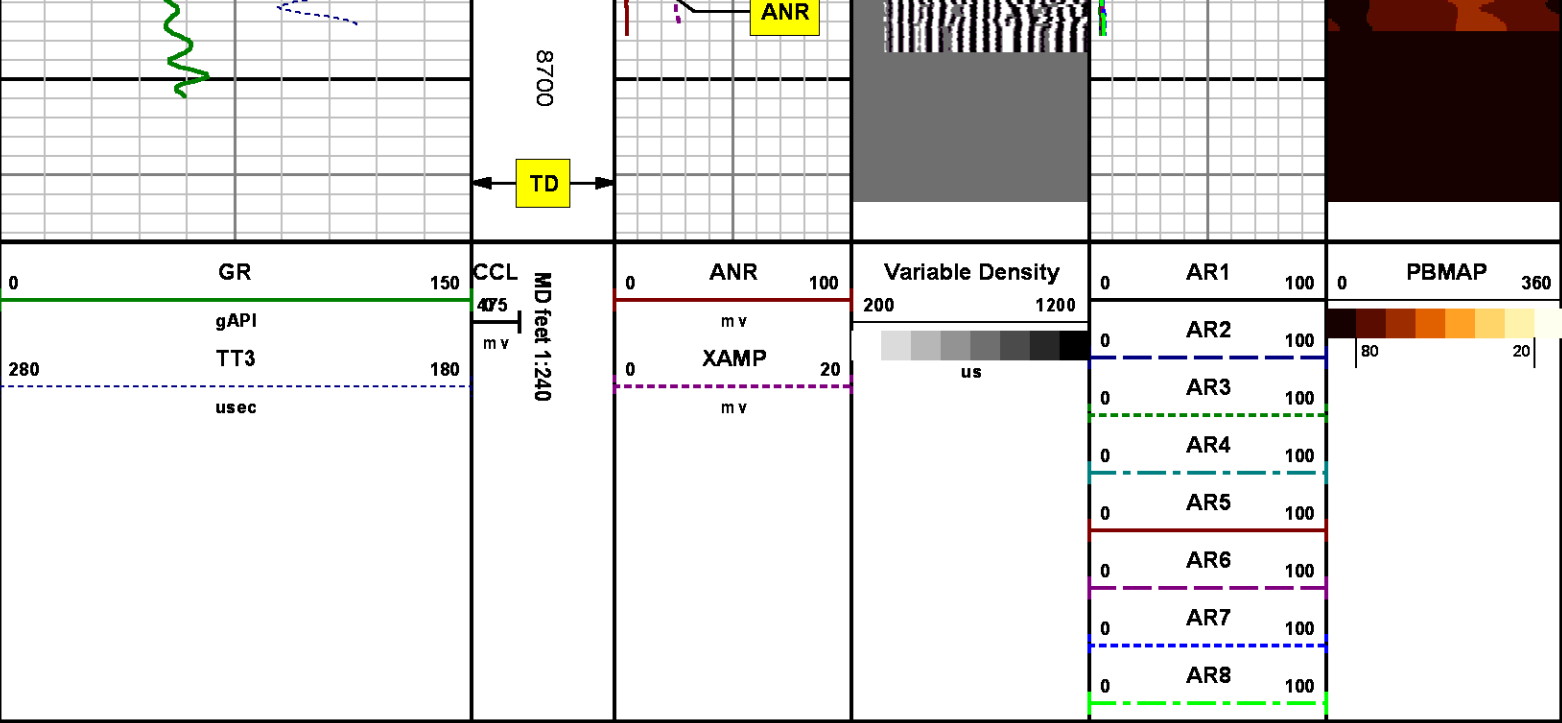 ANR
8700
TD
GR
0 150
gAPI
TT3
280 180
usec
CCL
mv
MD feet 1:240
ANR
0 100
mv
XAMP
0 20
mv
Variable Density
200 1200
us
AR1
0 100
AR2
0 100
AR3
0 100
AR4
0 100
AR5
0 100
AR6
0 100
AR7
0 100
AR8
0 100
PBMAP
0 360
80 20